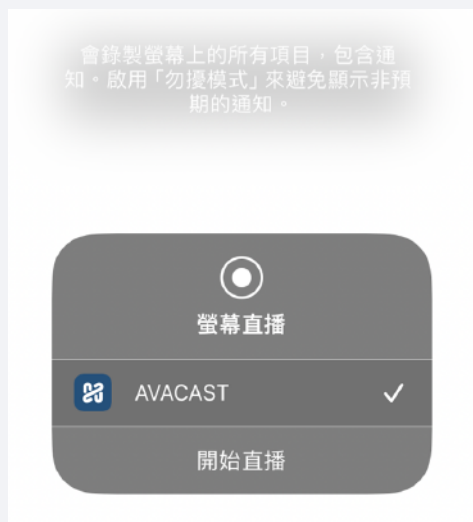 會錄製螢幕上的所有項目，包含通
知。啟用「勿擾模式」來避免顯示非預
期的通知。
螢幕直播
AVACAST
開始直播